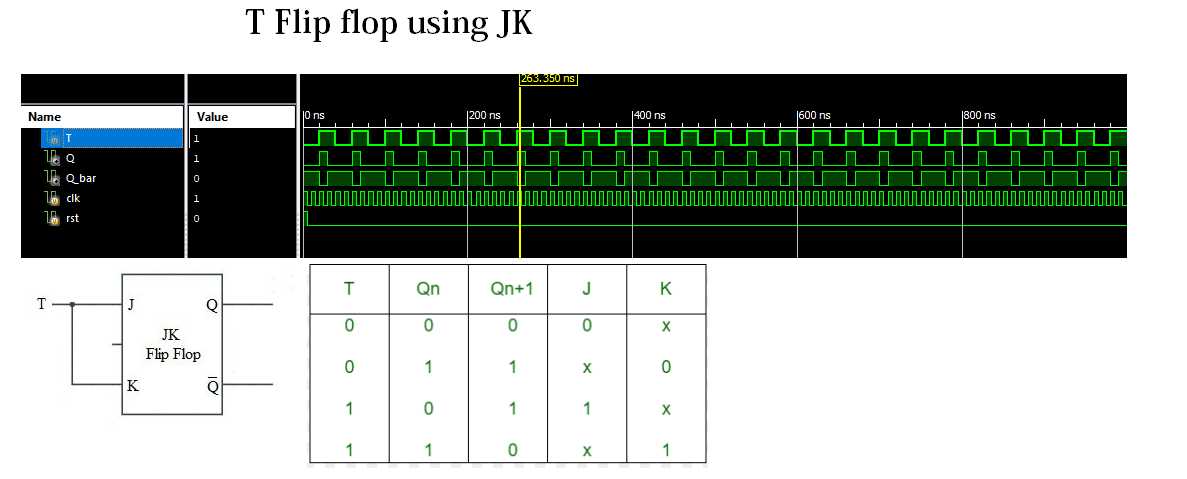 T Flip flop using JK
263.350 ns
Name Value
0 ns 200 ns 400 ns 600 ns 800 ns
T 1
Q 1
Q_bar 0
clk 1
rst 0
T J Q
JK
Flip Flop
K Q̅
T Qn Qn+1 J K
0 0 0 0 x
0 1 1 x 0
1 0 1 1 x
1 1 0 x 1